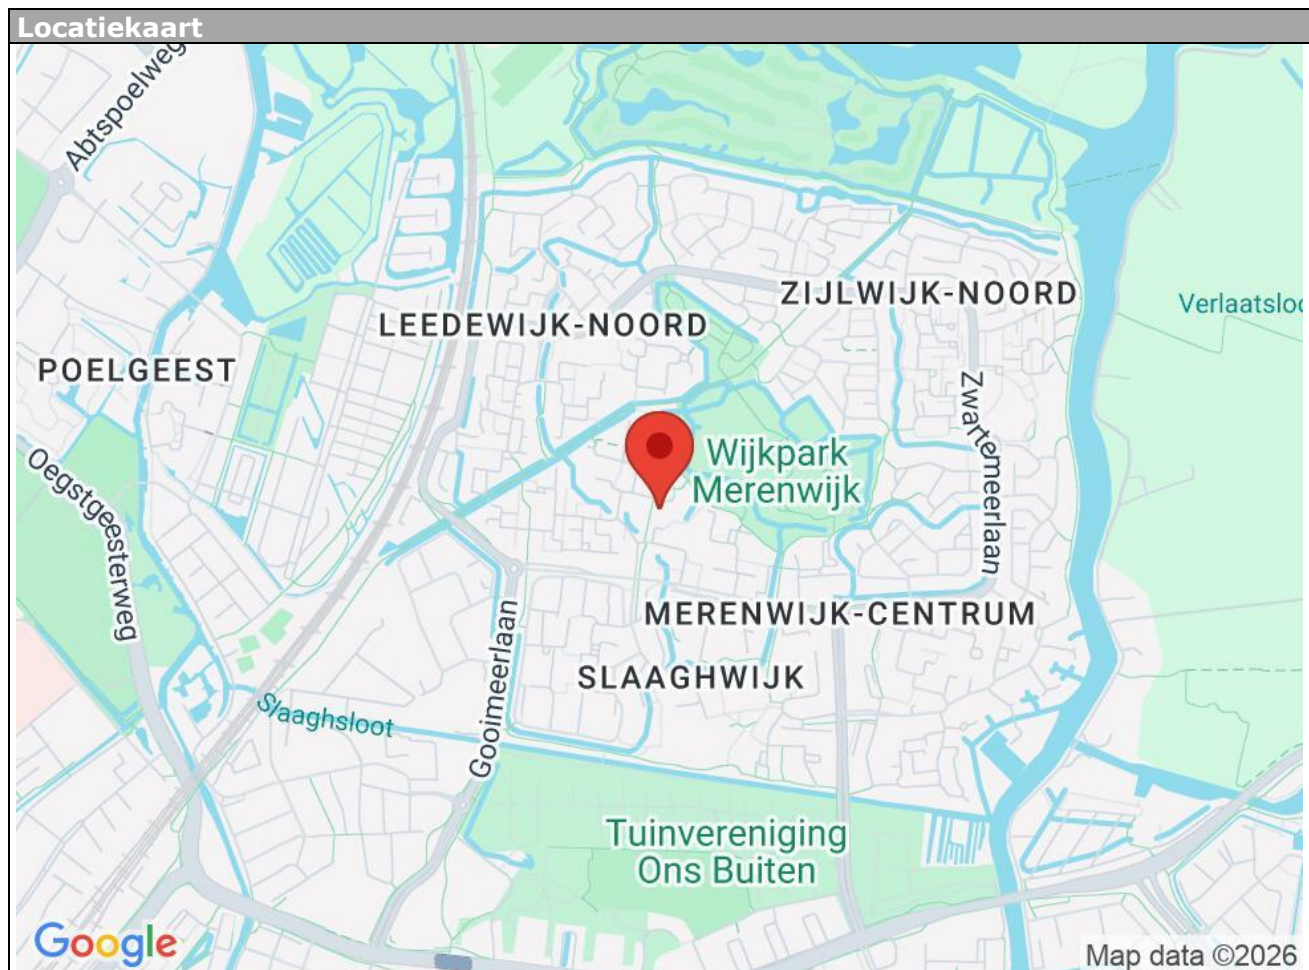 Locatiekaart
Abtspoelweg
ZIJLWIJK-NOORD
Verlaatsloo
LEEDEWIJK-NOORD
POELGEEST
Zwartemeerlaan
Wijkpark
Merenwijk
Oegstgeesterweg
MERENWIJK-CENTRUM
SLAAGHWIJK
Gooimeerlaan
Slaaghsloot
Tuinvereniging
Ons Buiten
Google
Map data ©2026